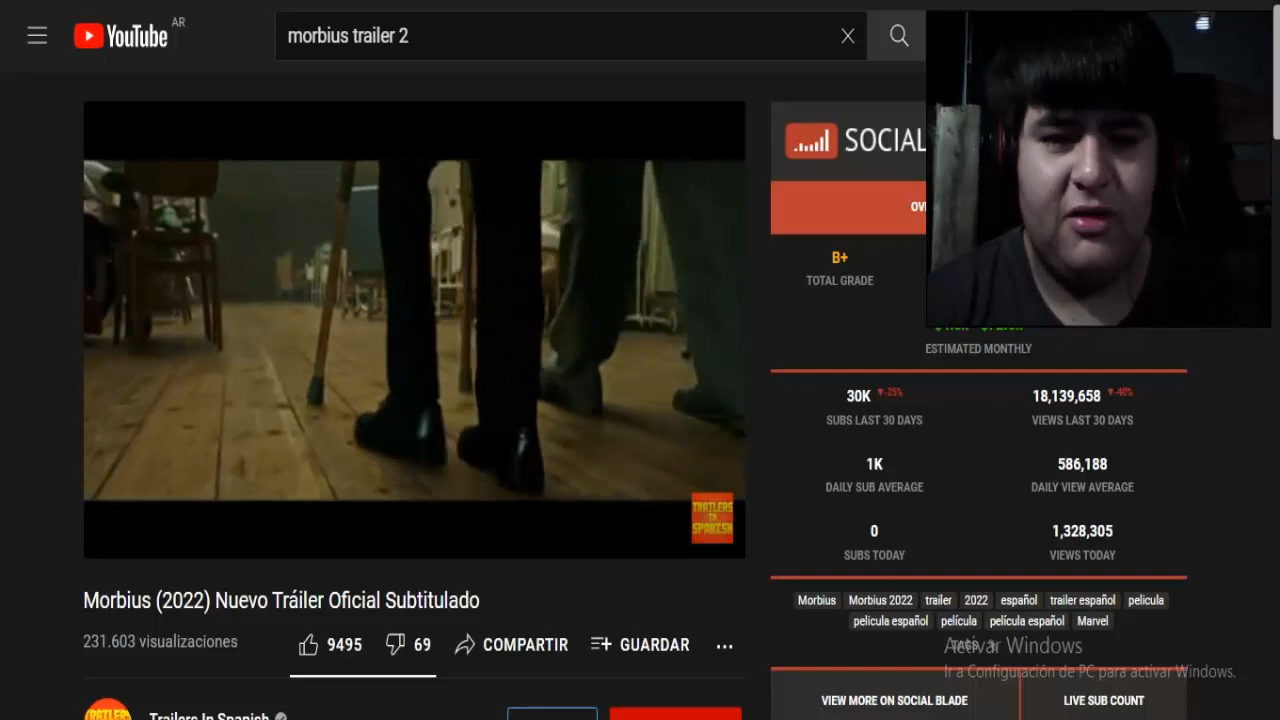 YouTube AR
morbius trailer 2
SOCIAL
B+
TOTAL GRADE
ESTIMATED MONTHLY
30K ▼-25%
SUBS LAST 30 DAYS
18,139,658 ▼-40%
VIEWS LAST 30 DAYS
1K
DAILY SUB AVERAGE
586,188
DAILY VIEW AVERAGE
0
SUBS TODAY
1,328,305
VIEWS TODAY
TRAILERS
IN
SPANISH
Morbius (2022) Nuevo Tráiler Oficial Subtitulado
231.603 visualizaciones
9495
69
COMPARTIR
GUARDAR
Trailers In Spanish
Morbius Morbius 2022 trailer 2022 español trailer español pelicula
pelicula español película película español Marvel
TAGS
Activar Windows
Ir a Configuración de PC para activar Windows.
VIEW MORE ON SOCIAL BLADE
LIVE SUB COUNT